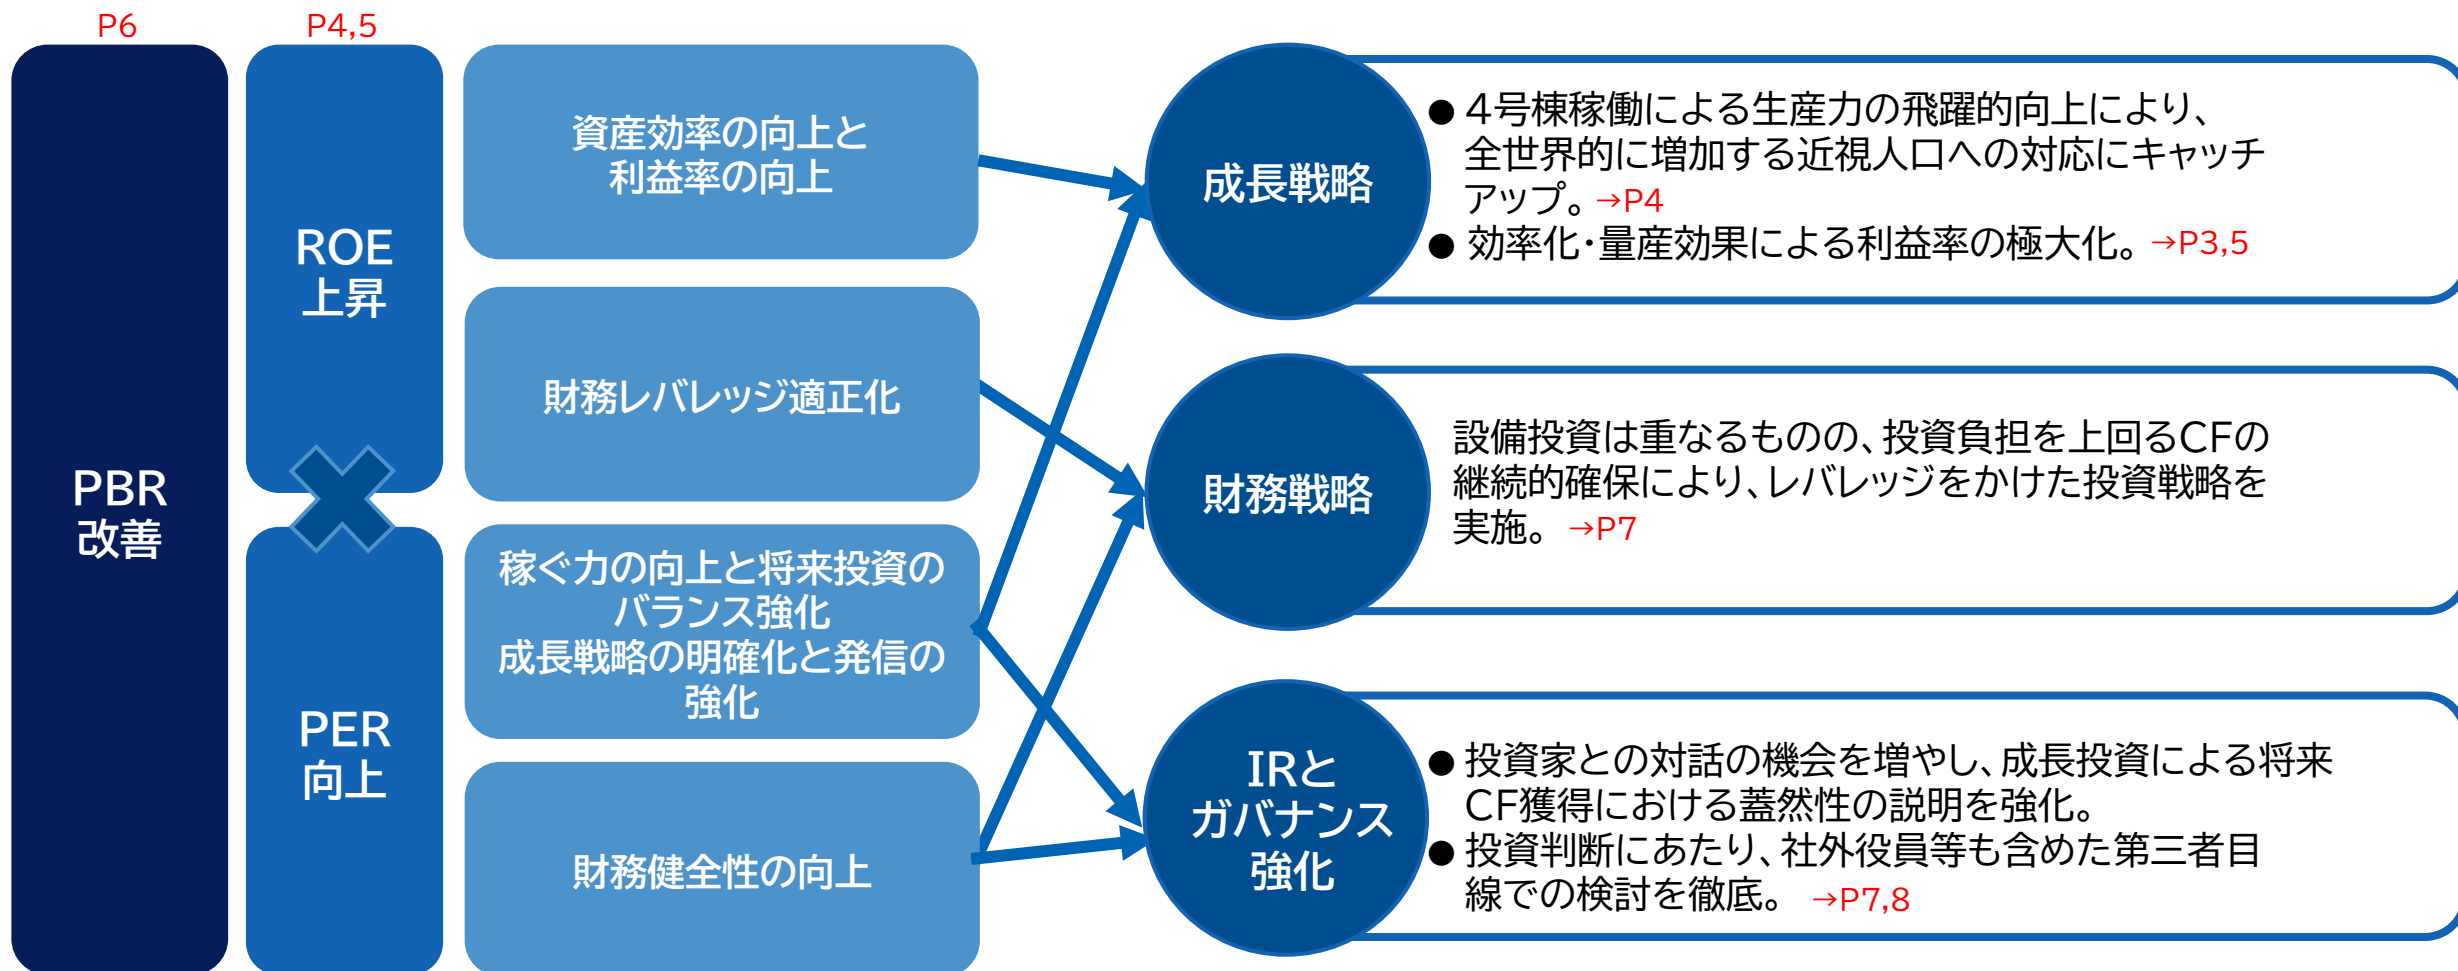 P6
P4,5
PBR
改善
ROE
上昇
PER
向上
資産効率の向上と
利益率の向上
財務レバレッジ適正化
稼ぐ力の向上と将来投資の
バランス強化
成長戦略の明確化と発信の
強化
財務健全性の向上
成長戦略
● 4号棟稼働による生産力の飛躍的向上により、
全世界的に増加する近視人口への対応にキャッチ
アップ。→P4
● 効率化・量産効果による利益率の極大化。→P3,5
財務戦略
設備投資は重なるものの、投資負担を上回るCFの
継続的確保により、レバレッジをかけた投資戦略を
実施。→P7
IRと
ガバナンス
強化
● 投資家との対話の機会を増やし、成長投資による将来
CF獲得における蓋然性の説明を強化。
● 投資判断にあたり、社外役員等も含めた第三者目
線での検討を徹底。→P7,8